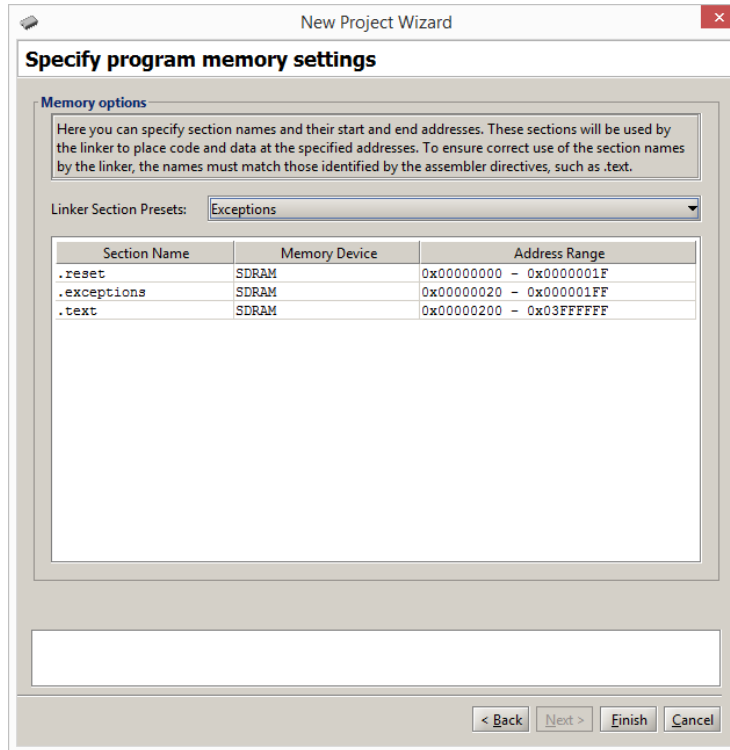 New Project Wizard
Specify program memory settings
Memory options
Here you can specify section names and their start and end addresses. These sections will be used by
the linker to place code and data at the specified addresses. To ensure correct use of the section names
by the linker, the names must match those identified by the assembler directives, such as .text.
Linker Section Presets: Exceptions
Section Name Memory Device Address Range
.reset SDRAM 0x00000000 - 0x0000001F
.exceptions SDRAM 0x00000020 - 0x000001FF
.text SDRAM 0x00000200 - 0x03FFFFFF
< Back Next > Finish Cancel